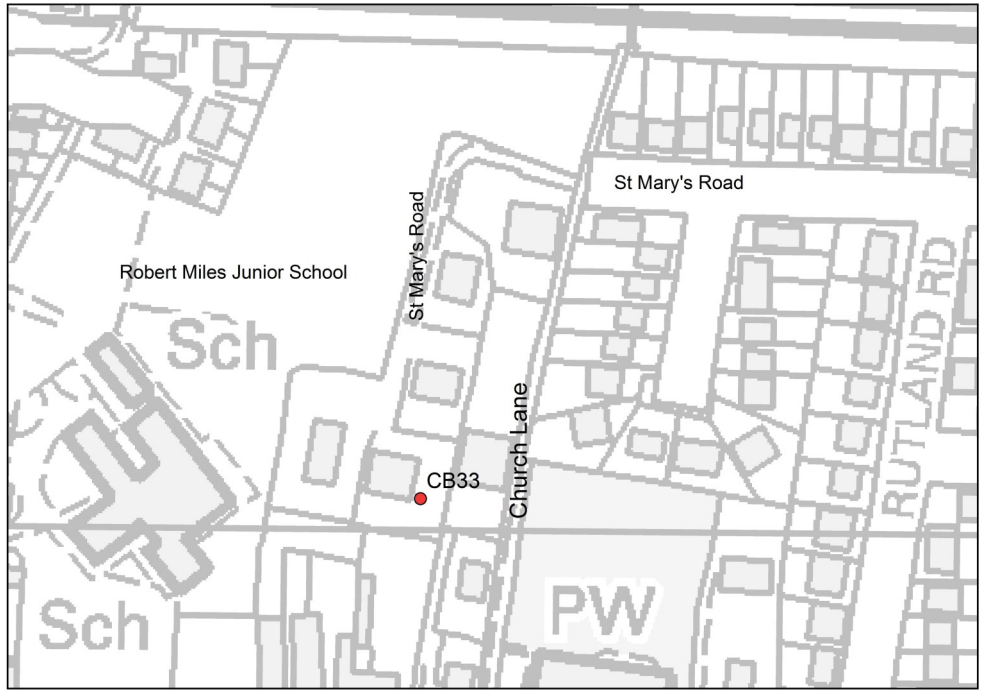 St Mary's Road
St Mary's Road
Robert Miles Junior School
Sch
RUTLAND RD
Church Lane
CB33
PW
Sch